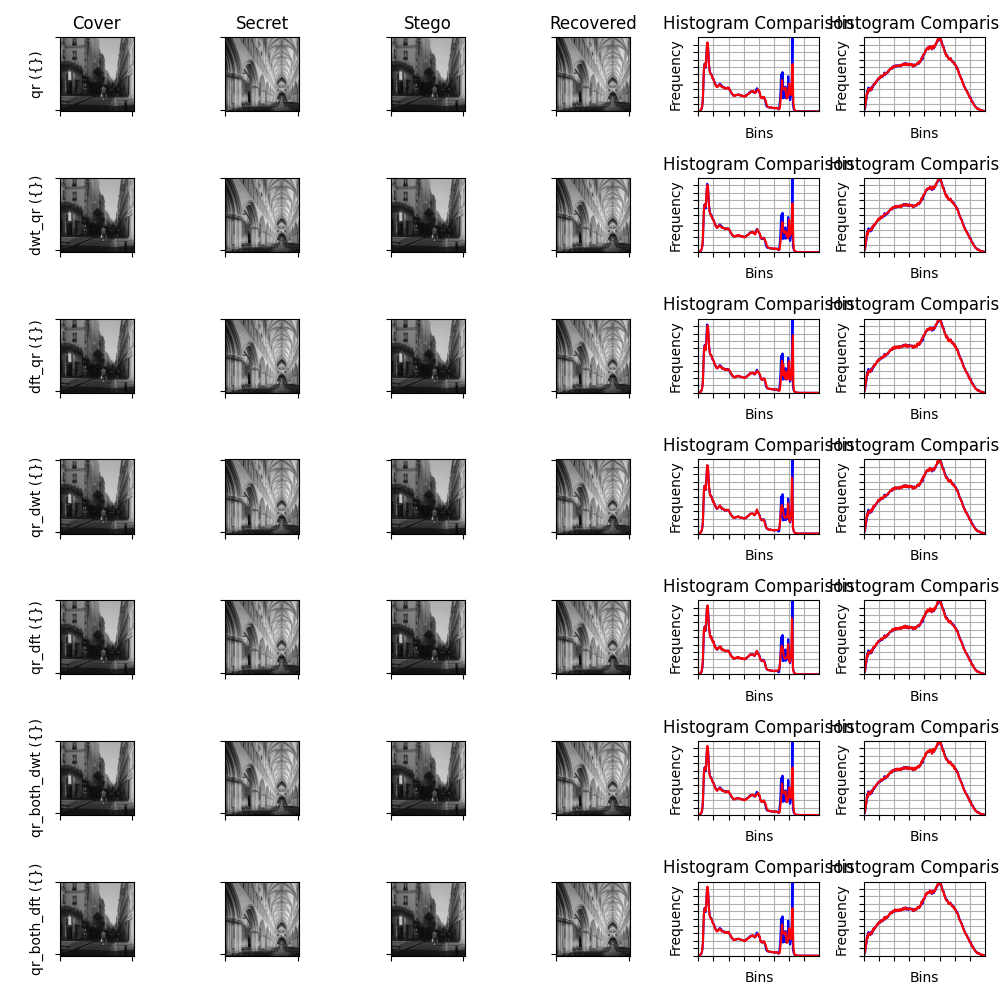 Cover
Secret
Stego
Recovered
Histogram Comparison
Histogram Comparis
qr ({})
Frequency
Bins
Frequency
Bins
Histogram Comparison
Histogram Comparis
dwt_qr ({})
Frequency
Bins
Frequency
Bins
Histogram Comparison
Histogram Comparis
dft_qr ({})
Frequency
Bins
Frequency
Bins
Histogram Comparison
Histogram Comparis
qr_dwt ({})
Frequency
Bins
Frequency
Bins
Histogram Comparison
Histogram Comparis
qr_dft ({})
Frequency
Bins
Frequency
Bins
Histogram Comparison
Histogram Comparis
qr_both_dwt ({})
Frequency
Bins
Frequency
Bins
Histogram Comparison
Histogram Comparis
qr_both_dft ({})
Frequency
Bins
Frequency
Bins